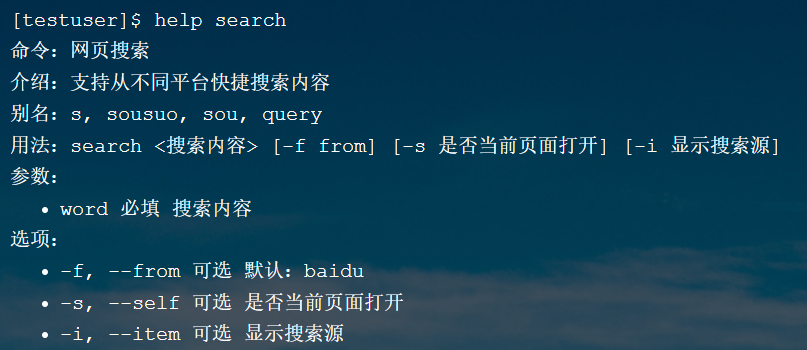 [testuser]$ help search
命令：网页搜索
介绍：支持从不同平台快捷搜索内容
别名：s, sousuo, sou, query
用法：search <搜索内容> [-f from] [-s 是否当前页面打开] [-i 显示搜索源]
参数：
• word 必填 搜索内容
选项：
• -f, --from 可选 默认：baidu
• -s, --self 可选 是否当前页面打开
• -i, --item 可选 显示搜索源